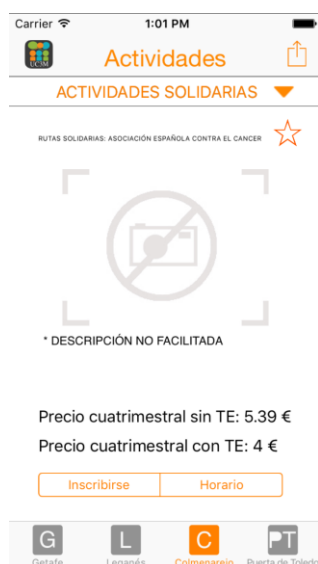 Carrier 1:01 PM
UC3M
Actividades
ACTIVIDADES SOLIDARIAS
RUTAS SOLIDARIAS: ASOCIACIÓN ESPAÑOLA CONTRA EL CANCER
* DESCRIPCIÓN NO FACILITADA
Precio cuatrimestral sin TE: 5.39 €
Precio cuatrimestral con TE: 4 €
Inscribirse Horario
G L C PT
Getafe Leganés Colmenarejo Puerta de Toledo